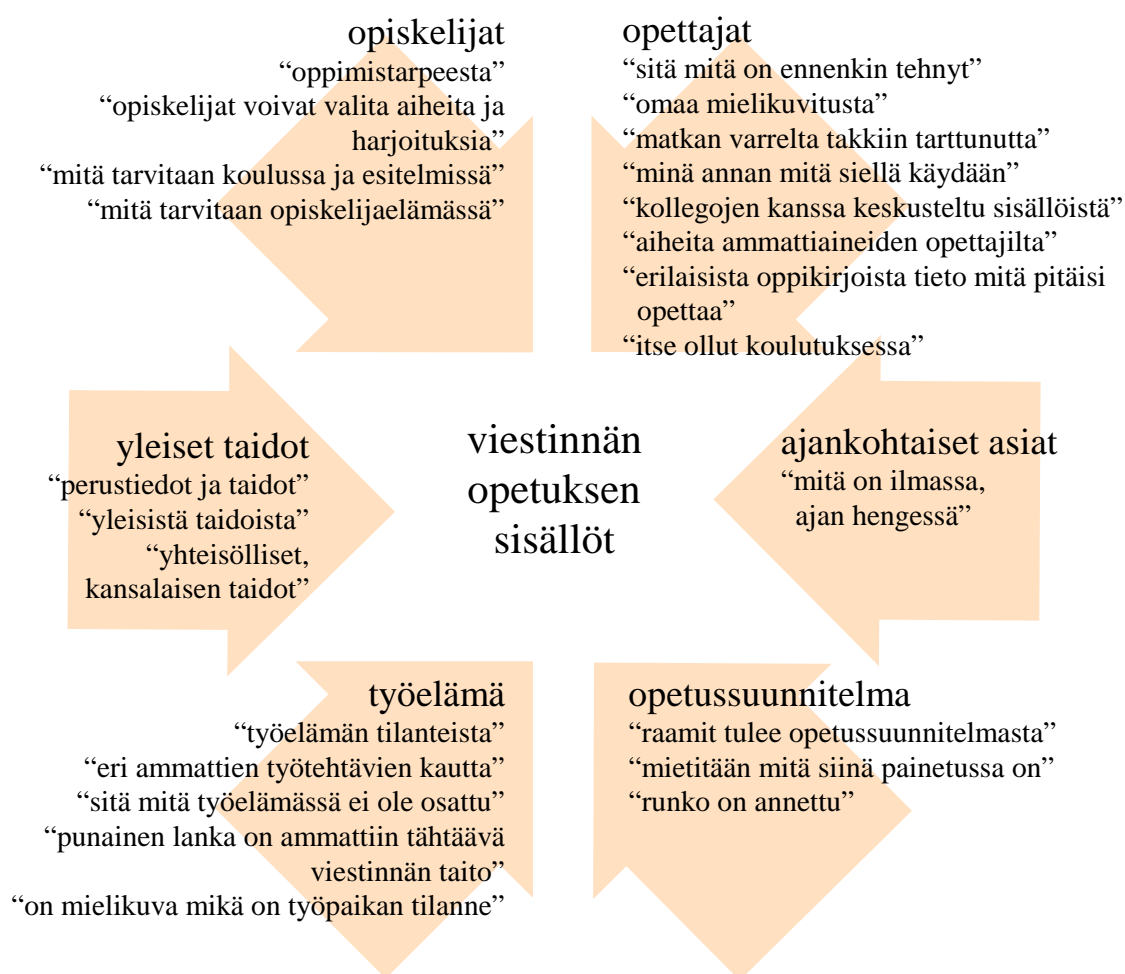 opiskelijat
“oppimistarpeesta”
“opiskelijat voivat valita aiheita ja
harjoituksia”
“mitä tarvitaan koulussa ja esitelmissä”
“mitä tarvitaan opiskelijaelämässä”
opettajat
“sitä mitä on ennenkin tehnyt”
“omaa mielikuvitusta”
“matkan varrelta takkiin tarttunutta”
“minä annan mitä siellä käydään”
“kollegojen kanssa keskusteltu sisällöistä”
“aiheita ammattiaineiden opettajilta”
“erilaisista oppikirjoista tieto mitä pitäisi
opettaa”
“itse ollut koulutuksessa”
yleiset taidot
“perustiedot ja taidot”
“yleisistä taidoista”
“yhteisölliset,
kansalaisen taidot”
viestinnän
opetuksen
sisällöt
ajankohtaiset asiat
“mitä on ilmassa,
ajan hengessä”
työelämä
“työelämän tilanteista”
“eri ammattien työtehtävien kautta”
“sitä mitä työelämässä ei ole osattu”
“punainen lanka on ammattiin tähtäävä
viestinnän taito”
“on mielikuva mikä on työpaikan tilanne”
opetussuunnitelma
“raamit tulee opetussuunnitelmasta”
“mietitään mitä siinä painetussa on”
“runko on annettu”